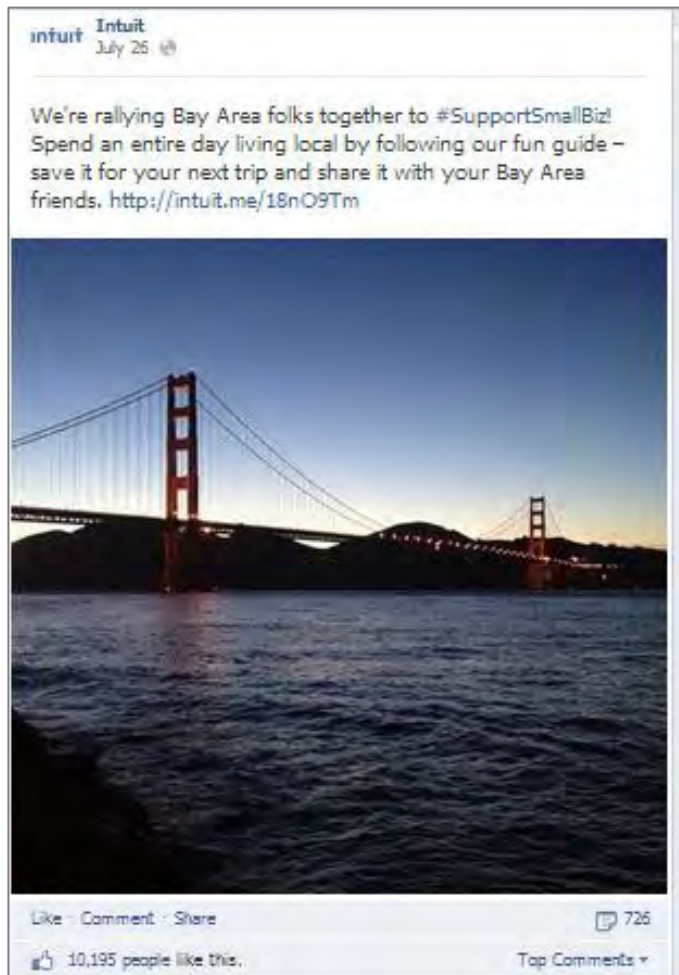 intuit Intuit
July 26
We're rallying Bay Area folks together to #SupportSmallBiz!
Spend an entire day living local by following our fun guide –
save it for your next trip and share it with your Bay Area
friends. http://intuit.me/18nO9Tm
Like · Comment · Share 726
10,195 people like this. Top Comments